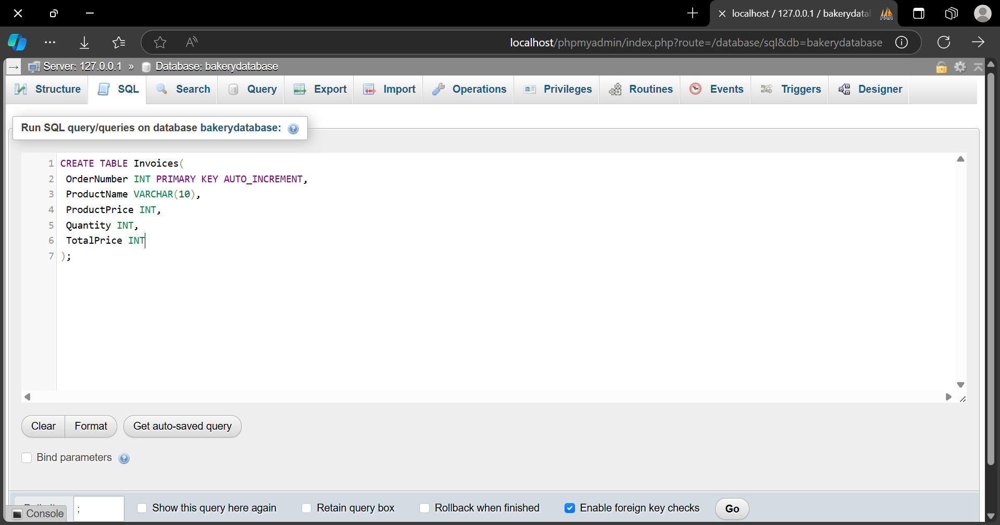 localhost / 127.0.0.1 / bakerydata
localhost/phpmyadmin/index.php?route=/database/sql&db=bakerydatabase
Server: 127.0.0.1 » Database: bakerydatabase
Structure SQL Search Query Export Import Operations Privileges Routines Events Triggers Designer
Run SQL query/queries on database bakerydatabase:
1 CREATE TABLE Invoices(
2 OrderNumber INT PRIMARY KEY AUTO_INCREMENT,
3 ProductName VARCHAR(10),
4 ProductPrice INT,
5 Quantity INT,
6 TotalPrice INT
7 );
Clear Format Get auto-saved query
Bind parameters
; Show this query here again Retain query box Rollback when finished Enable foreign key checks Go
Console